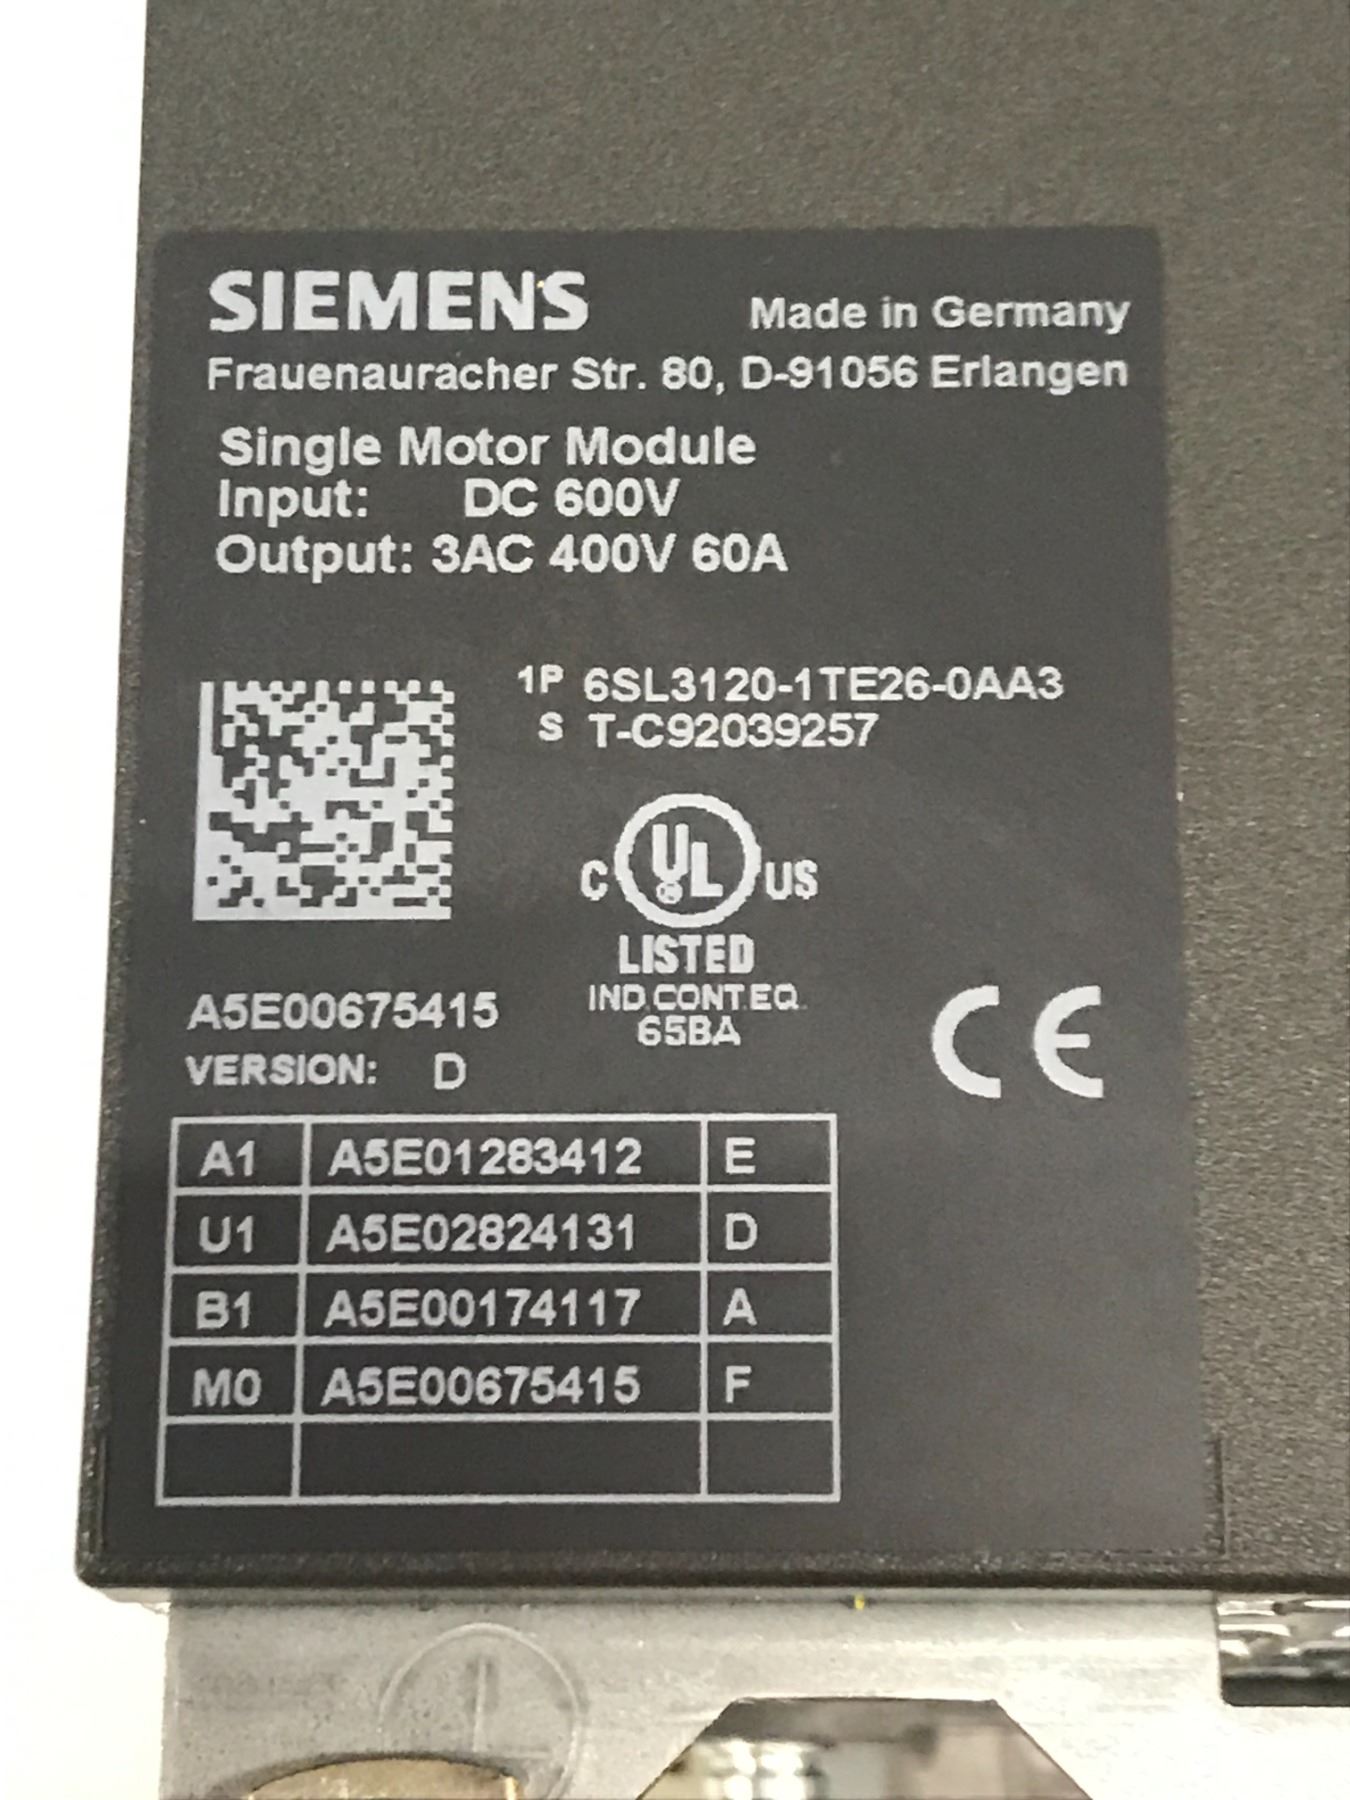 SIEMENS Made in Germany
Frauenauracher Str. 80, D-91056 Erlangen
Single Motor Module
Input: DC 600V
Output: 3AC 400V 60A
1P 6SL3120-1TE26-0AA3
S T-C92039257
C UL US
LISTED
IND.CONT.EQ.
65BA
A5E00675415
VERSION: D
CE
A1 A5E01283412 E
U1 A5E02824131 D
B1 A5E00174117 A
M0 A5E00675415 F